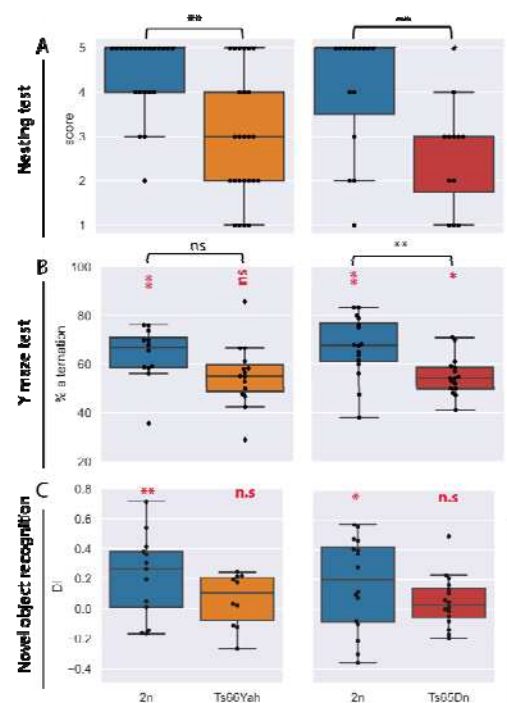 A
Nesting test
score
5
4
3
2
1
**
**
B
Y maze test
% a ternation
100
80
60
40
20
ns
**
ns
**
**
*
C
Novel object recognition
DI
0.8
0.6
0.4
0.2
0.0
−0.2
−0.4
**
n.s
*
n.s
2n
Ts66Yah
2n
Ts65Dn